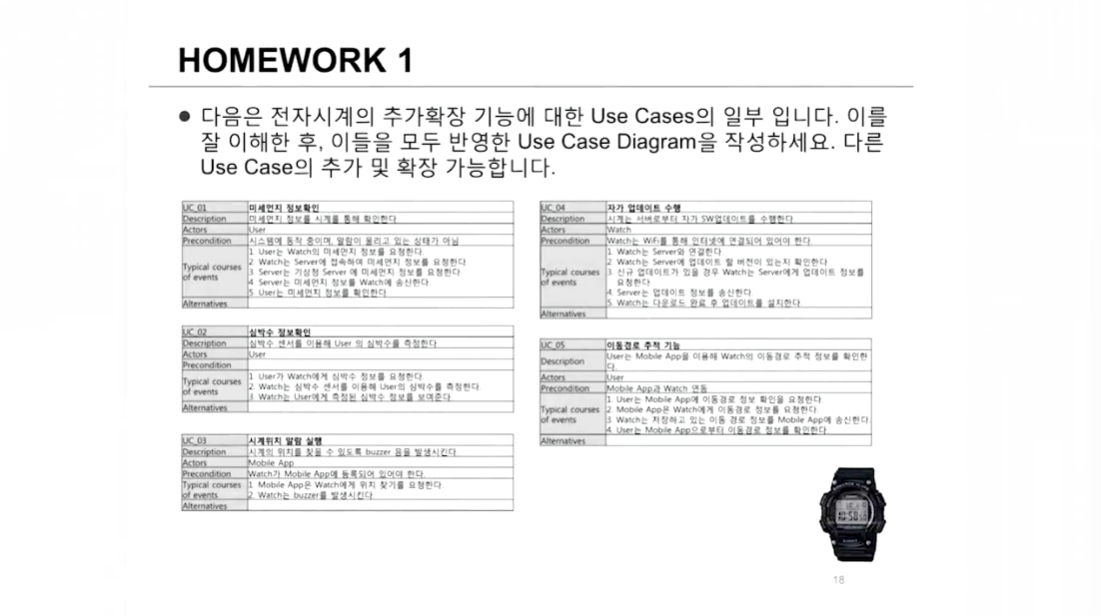 HOMEWORK 1
● 다음은 전자시계의 추가확장 기능에 대한 Use Cases의 일부 입니다. 이를
잘 이해한 후, 이들을 모두 반영한 Use Case Diagram을 작성하세요. 다른
Use Case의 추가 및 확장 가능합니다.
UC_01 미세먼지 정보확인
Description 미세먼지 정보를 시계를 통해 확인한다
Actors User
Precondition 시스템에 동작 중이며, 알람이 울리고 있는 상태가 아님
Typical courses of events
1. User는 Watch의 미세먼지 정보를 요청한다.
2. Watch는 Server에 접속하여 미세먼지 정보를 요청한다
3. Server는 기상청 Server 에 미세먼지 정보를 요청한다
4. Server는 미세먼지 정보를 Watch에 송신한다.
5. User는 미세먼지 정보를 확인한다
Alternatives
UC_02 심박수 정보확인
Description 심박수 센서를 이용해 User 의 심박수를 측정한다
Actors User
Precondition
Typical courses of events
1. User가 Watch에게 심박수 정보를 요청한다.
2. Watch는 심박수 센서를 이용해 User의 심박수를 측정한다.
3. Watch는 User에게 측정된 심박수 정보를 보여준다.
Alternatives
UC_03 시계위치 알람 실행
Description 시계의 위치를 찾을 수 있도록 buzzer 음을 발생시킨다.
Actors Mobile App
Precondition Watch가 Mobile App에 등록되어 있어야 한다.
Typical courses of events
1. Mobile App은 Watch에게 위치 찾기를 요청한다.
2. Watch는 buzzer를 발생시킨다
Alternatives
UC_04 자가 업데이트 수행
Description 시계는 서버로부터 자가 SW업데이트를 수행한다.
Actors Watch
Precondition Watch는 WiFi를 통해 인터넷에 연결되어 있어야 한다.
Typical courses of events
1. Watch는 Server와 연결한다
2. Watch는 Server에 업데이트 할 버전이 있는지 확인한다
3. 신규 업데이트가 있을 경우 Watch는 Server에게 업데이트 정보를
요청한다
4. Server는 업데이트 정보를 송신한다.
5. Watch는 다운로드 완료 후 업데이트를 설치한다.
Alternatives
UC_05 이동경로 추적 기능
Description User는 Mobile App을 이용해 Watch의 이동경로 추적 정보를 확인한
다.
Actors User
Precondition Mobile App과 Watch 연동
Typical courses of events
1. User는 Mobile App에 이동경로 정보 확인을 요청한다.
2. Mobile App은 Watch에게 이동경로 정보를 요청한다.
3. Watch는 저장하고 있는 이동 경로 정보를 Mobile App에 송신한다.
4. User는 Mobile App으로부터 이동경로 정보를 확인한다.
Alternatives
10:58
18